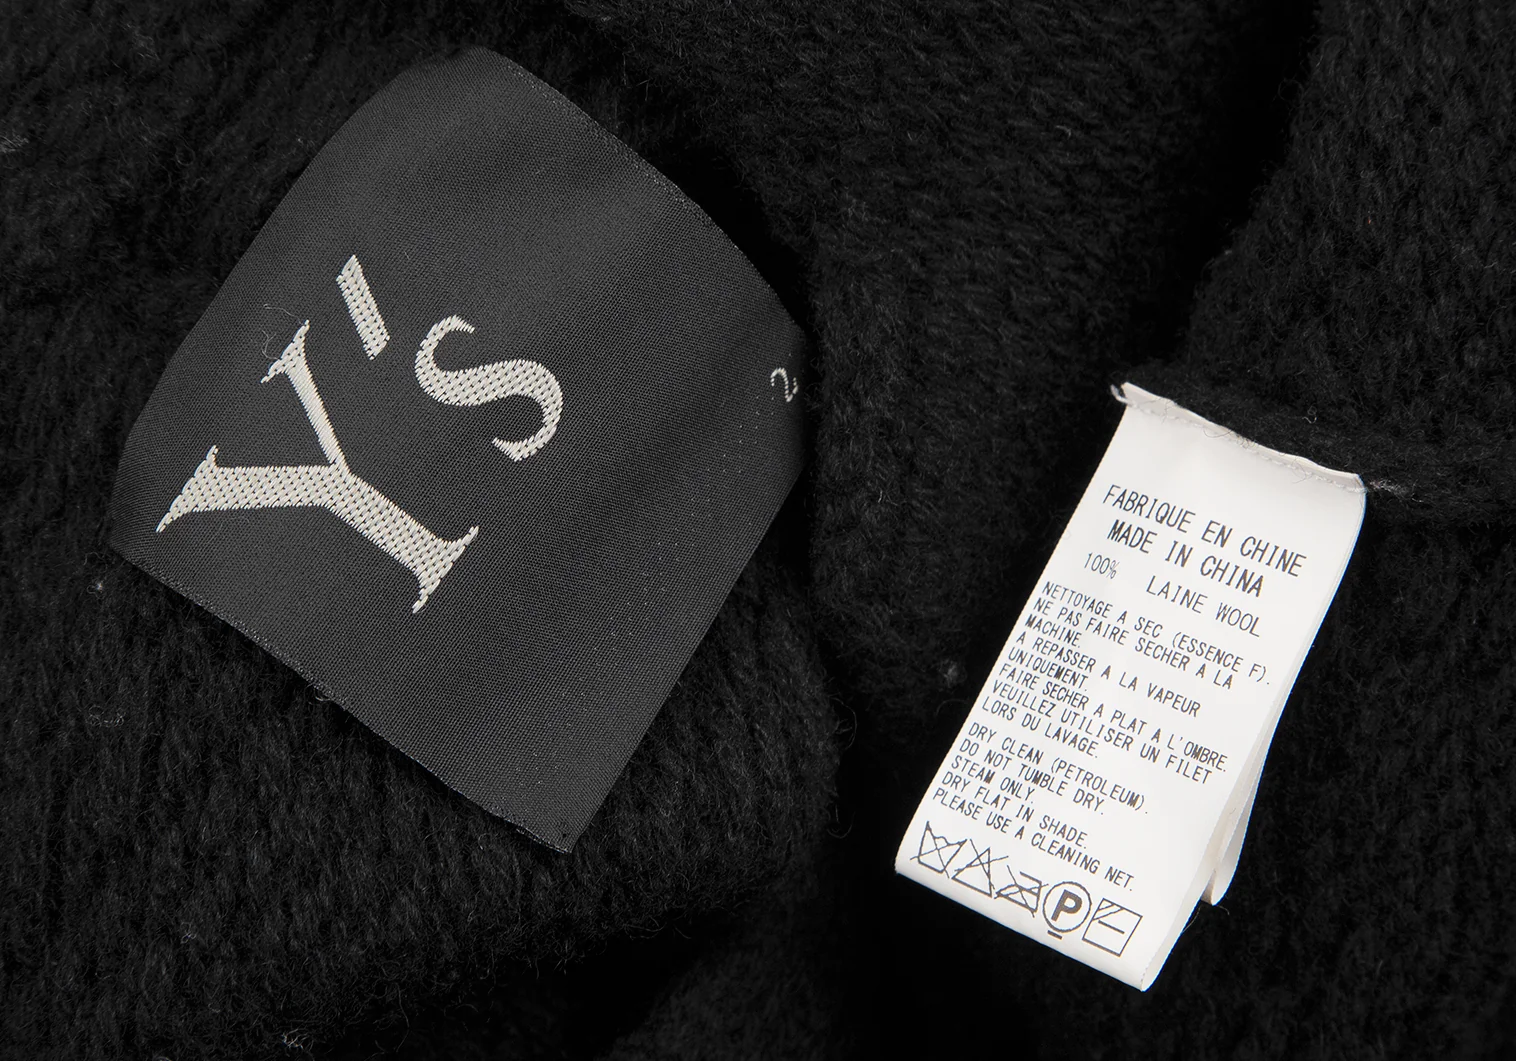 Y's
2
FABRIQUE EN CHINE
MADE IN CHINA
100% LAINE WOOL
NETTOYAGE A SEC (ESSENCE F).
NE PAS FAIRE SECHER A LA
MACHINE.
A REPASSER A LA VAPEUR
UNIQUEMENT.
FAIRE SECHER A PLAT A L'OMBRE.
VEUILLEZ UTILISER UN FILET
LORS DU LAVAGE.
DRY CLEAN (PETROLEUM).
DO NOT TUMBLE DRY.
STEAM ONLY.
DRY FLAT IN SHADE.
PLEASE USE A CLEANING NET.
P